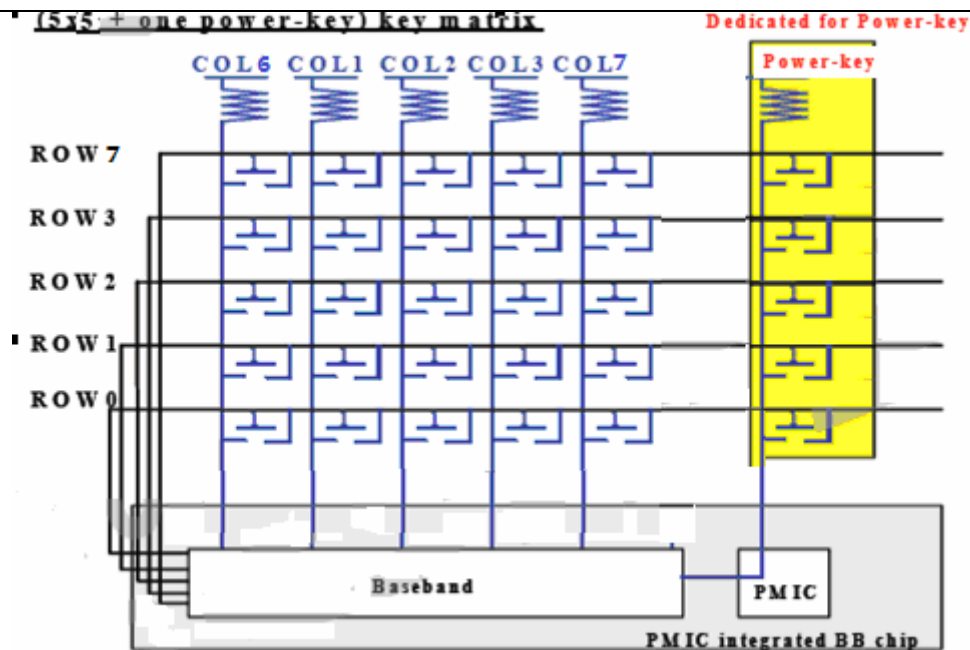 (5x5 + one power-key) key matrix
Dedicated for Power-key
COL6 COL1 COL2 COL3 COL7
Power-key
ROW7
ROW3
ROW2
ROW1
ROW0
Baseband
PMIC
PMIC integrated BB chip